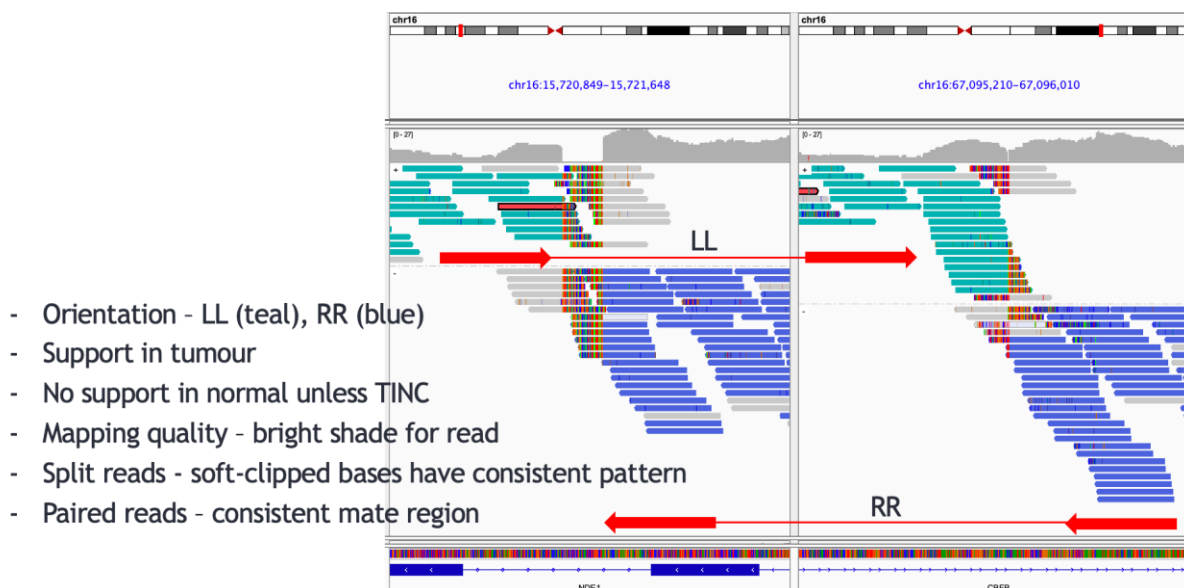 chr16
chr16
chr16:15,720,849-15,721,648
chr16:67,095,210-67,096,010
[0 - 27]
[0 - 27]
+
+
LL
-
-
- Orientation – LL (teal), RR (blue)
- Support in tumour
- No support in normal unless TINC
- Mapping quality – bright shade for read
- Split reads - soft-clipped bases have consistent pattern
- Paired reads – consistent mate region
RR